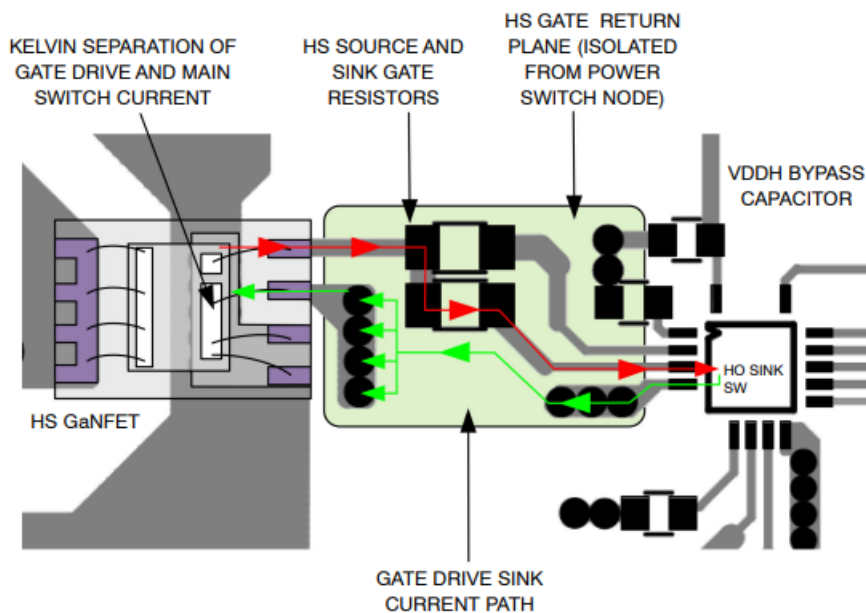 KELVIN SEPARATION OF
GATE DRIVE AND MAIN
SWITCH CURRENT
HS SOURCE AND
SINK GATE
RESISTORS
HS GATE RETURN
PLANE (ISOLATED
FROM POWER
SWITCH NODE)
VDDH BYPASS
CAPACITOR
HO SINK
SW
HS GaNFET
GATE DRIVE SINK
CURRENT PATH